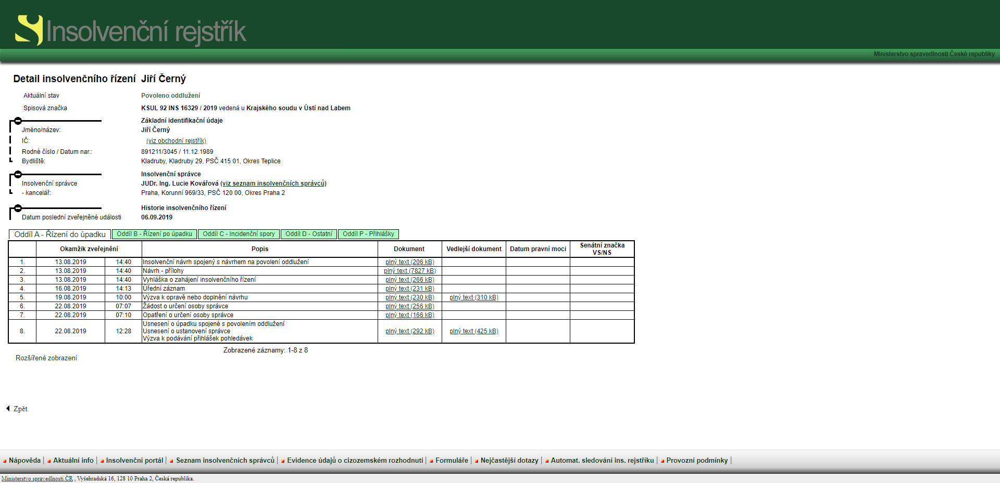 Insolvenční rejstřík
Ministerstvo spravedlnosti České republiky
Detail insolvenčního řízení Jiří Černý
Aktuální stav Povoleno oddlužení
Spisová značka KSUL 92 INS 16329 / 2019 vedená u Krajského soudu v Ústí nad Labem
Základní identifikační údaje
Jméno/název: Jiří Černý
IČ: (viz obchodní rejstřík)
Rodné číslo / Datum nar.: 891211/3045 / 11.12.1989
Bydliště: Kladruby, Kladruby 29, PSČ 415 01, Okres Teplice
Insolvenční správce
Insolvenční správce JUDr. Ing. Lucie Kovářová (viz seznam insolvenčních správců)
- kancelář: Praha, Korunní 969/33, PSČ 120 00, Okres Praha 2
Historie insolvenčního řízení
Datum poslední zveřejněné události 06.09.2019
Oddíl A - Řízení do úpadku Oddíl B - Řízení po úpadku Oddíl C - Incidenční spory Oddíl D - Ostatní Oddíl P - Přihlášky
Okamžik zveřejnění Popis Dokument Vedlejší dokument Datum pravní moci Senátní značka
VS/NS
1. 13.08.2019 14:40 Insolvenční návrh spojený s návrhem na povolení oddlužení plný text (206 kB)
2. 13.08.2019 14:40 Návrh - přílohy plný text (7827 kB)
3. 13.08.2019 14:40 Vyhláška o zahájení insolvenčního řízení plný text (266 kB)
4. 16.08.2019 14:13 Úřední záznam plný text (231 kB)
5. 19.08.2019 10:00 Výzva k opravě nebo doplnění návrhu plný text (230 kB) plný text (310 kB)
6. 22.08.2019 07:07 Žádost o určení osoby správce plný text (256 kB)
7. 22.08.2019 07:10 Opatření o určení osoby správce plný text (166 kB)
Usnesení o úpadku spojené s povolením oddlužení
8. 22.08.2019 12:28 Usnesení o ustanovení správce plný text (292 kB) plný text (425 kB)
Výzva k podávání přihlášek pohledávek
Zobrazené záznamy: 1-8 z 8
Rozšířené zobrazení
Zpět
Nápověda | Aktuální info | Insolvenční portál | Seznam insolvenčních správců | Evidence údajů o cizozemském rozhodnutí | Formuláře | Nejčastější dotazy | Automat. sledování ins. rejstříku | Provozní podmínky |
Ministerstvo spravedlnosti ČR , Vyšehradská 16, 128 10 Praha 2, Česká republika.